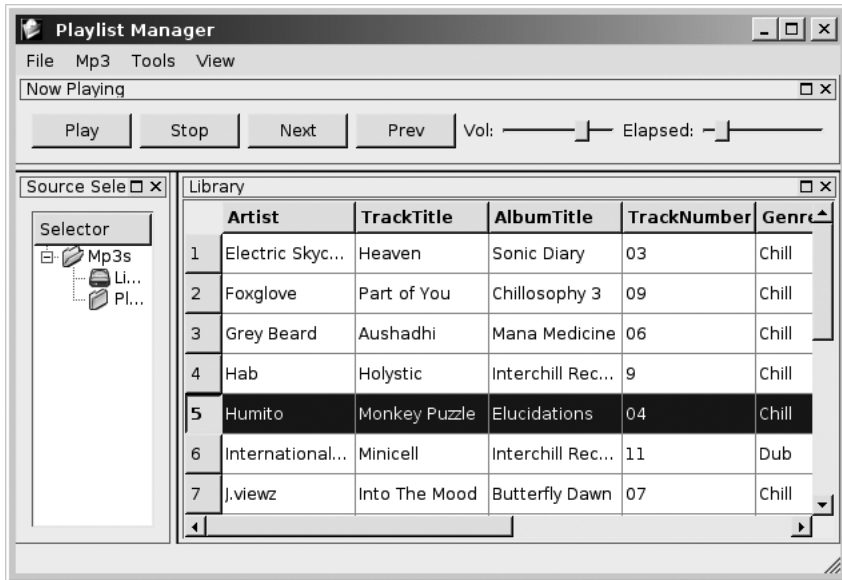 Playlist Manager
File Mp3 Tools View
Now Playing
Play Stop Next Prev Vol: Elapsed:
Source Sele
Selector
Mp3s
Li...
Pl...
Library
Artist TrackTitle AlbumTitle TrackNumber Genre
1 Electric Skyc... Heaven Sonic Diary 03 Chill
2 Foxglove Part of You Chillosophy 3 09 Chill
3 Grey Beard Aushadhi Mana Medicine 06 Chill
4 Hab Holystic Interchill Rec... 9 Chill
5 Humito Monkey Puzzle Elucidations 04 Chill
6 International... Minicell Interchill Rec... 11 Dub
7 J.viewz Into The Mood Butterfly Dawn 07 Chill